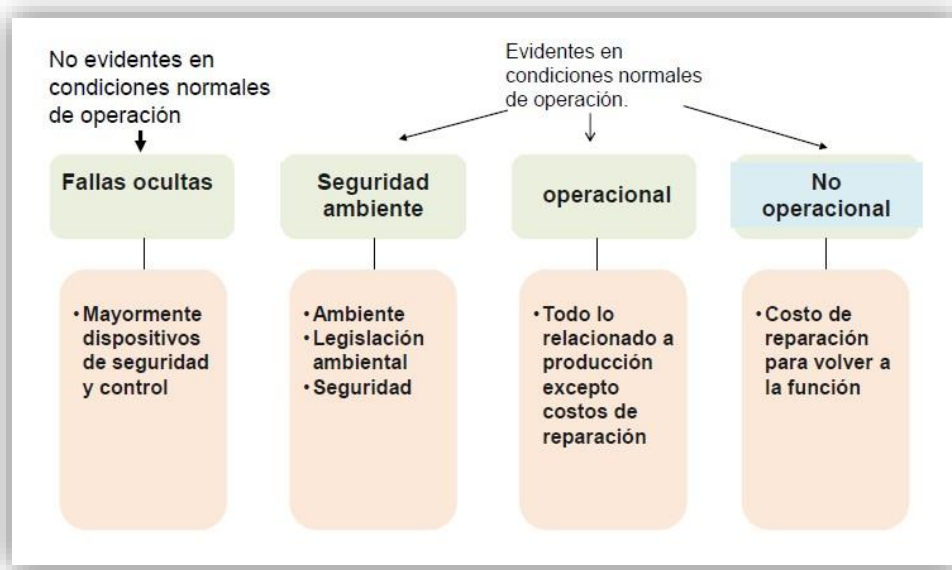 No evidentes en
condiciones normales
de operación
Evidentes en
condiciones normales
de operación.
Fallas ocultas
Seguridad
ambiente
operacional
No
operacional
• Mayormente
dispositivos
de seguridad
y control
• Ambiente
• Legislación
ambiental
• Seguridad
• Todo lo
relacionado a
producción
excepto
costos de
reparación
• Costo de
reparación
para volver a
la función